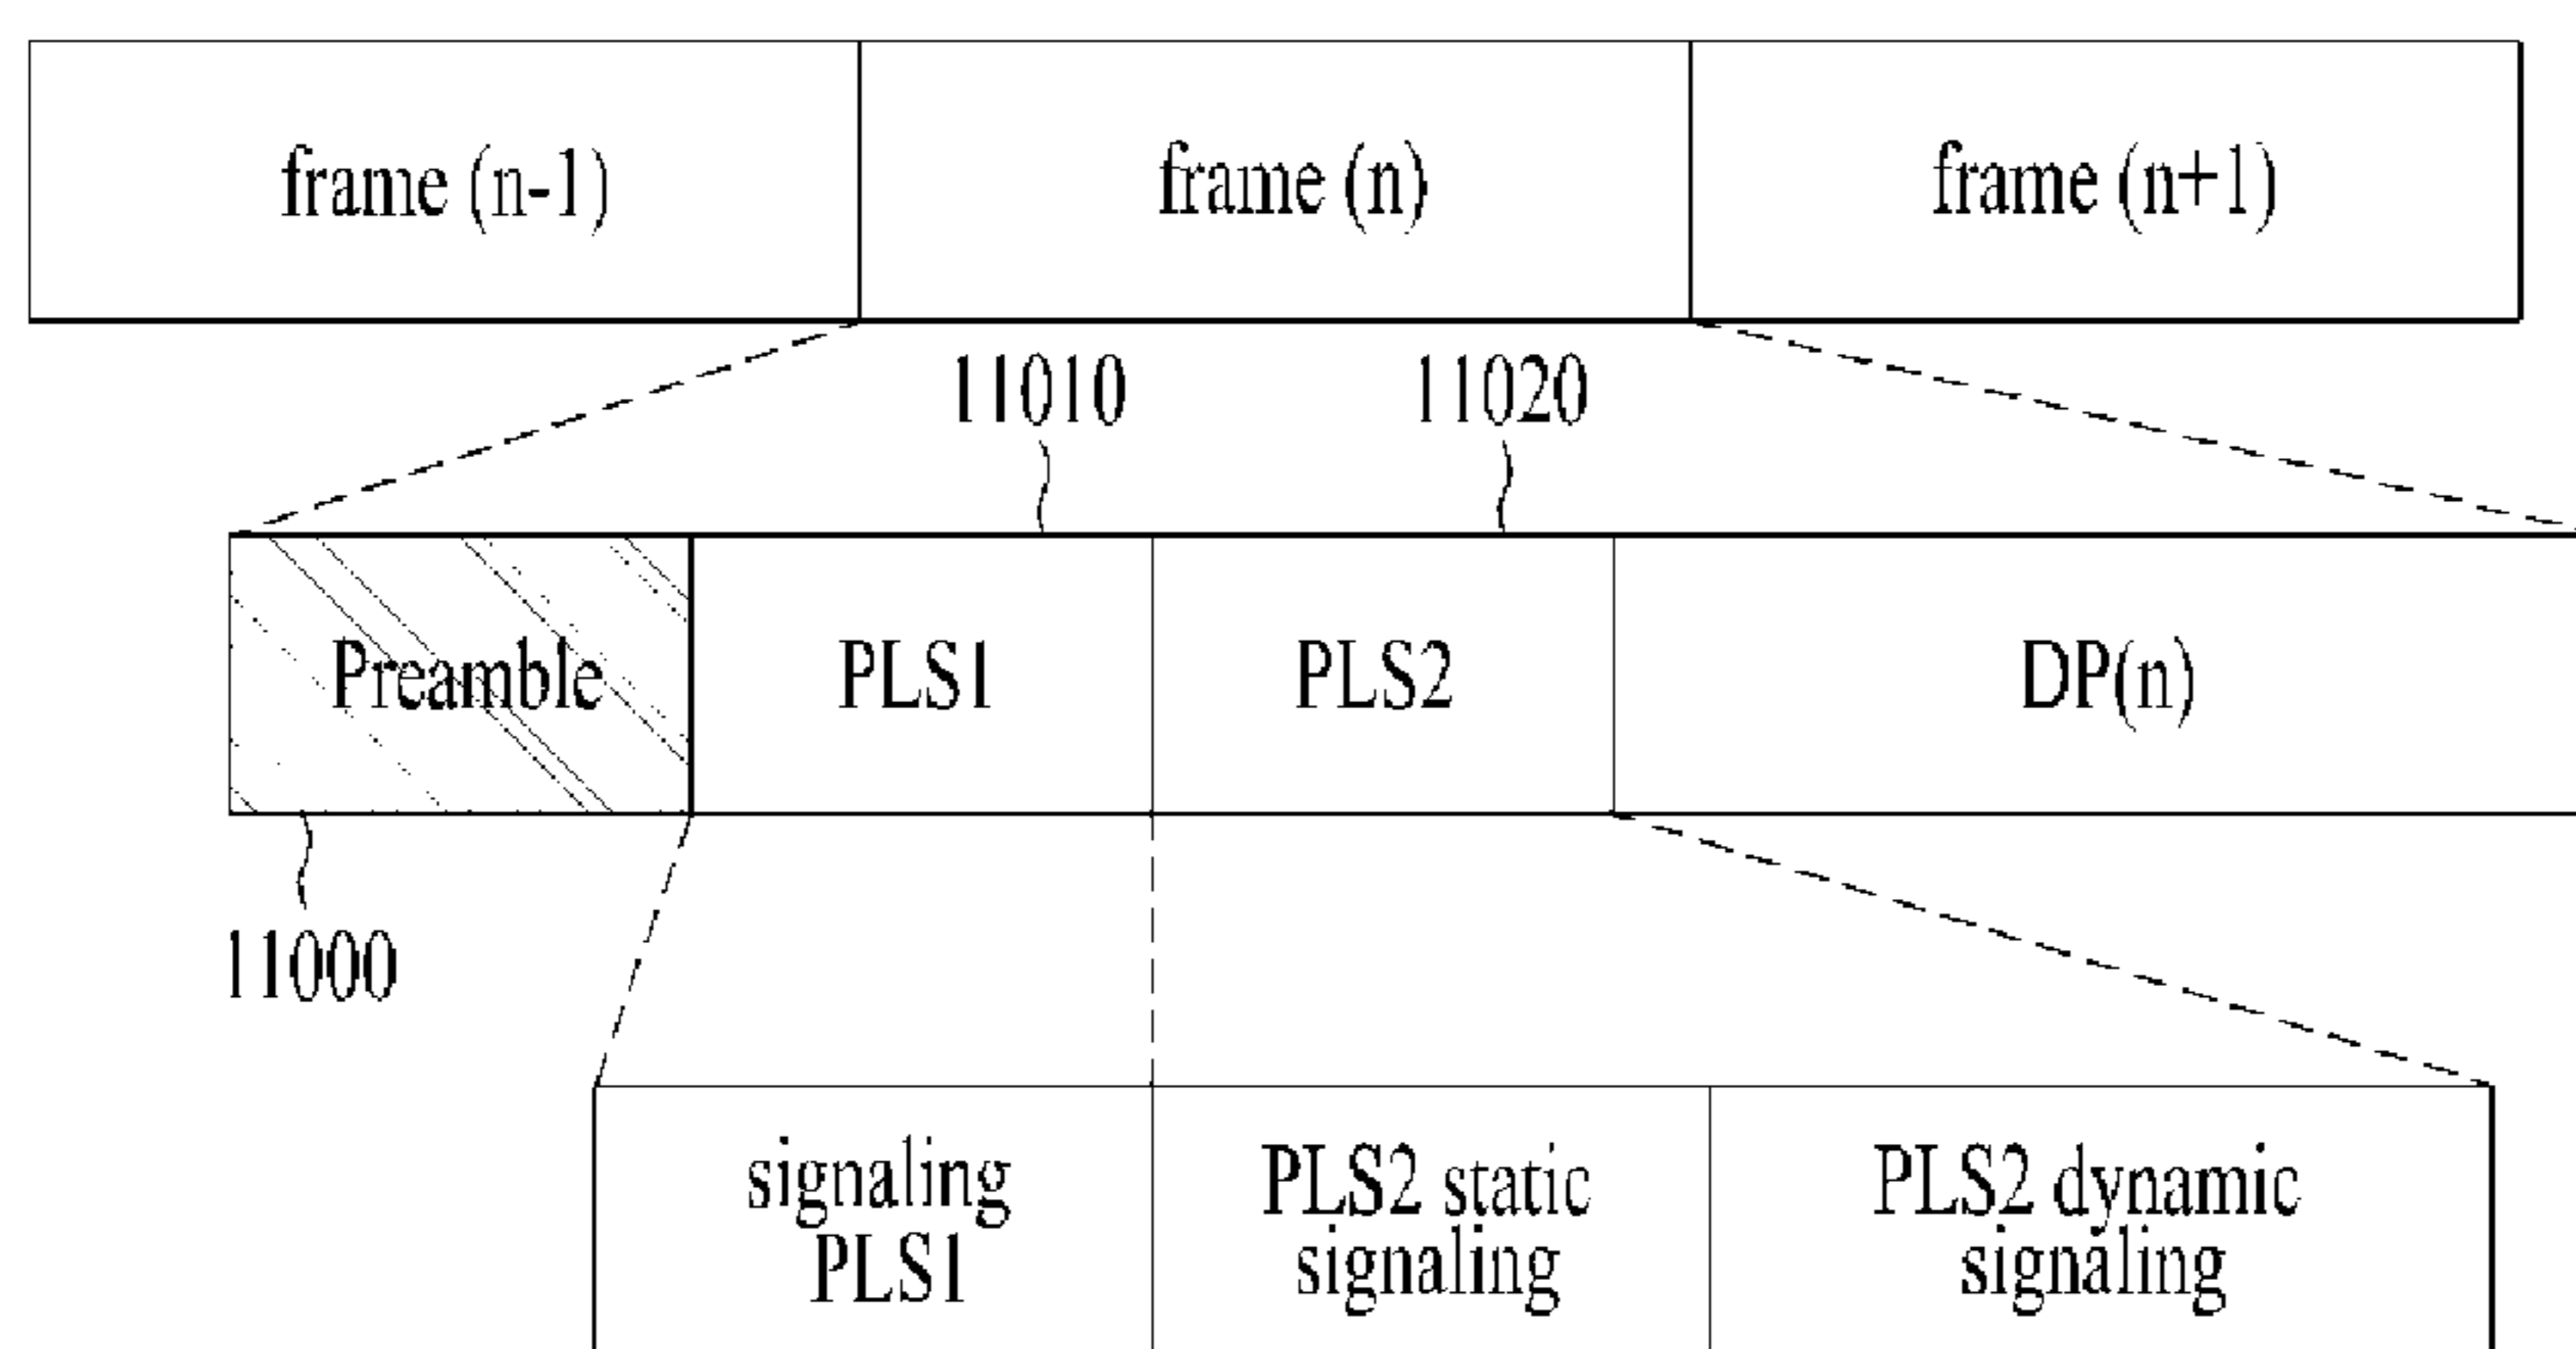 frame (n-1)
frame (n)
frame (n+1)
11010
11020
Preamble
PLS1
PLS2
DP(n)
11000
signaling
PLS1
PLS2 static
signaling
PLS2 dynamic
signaling